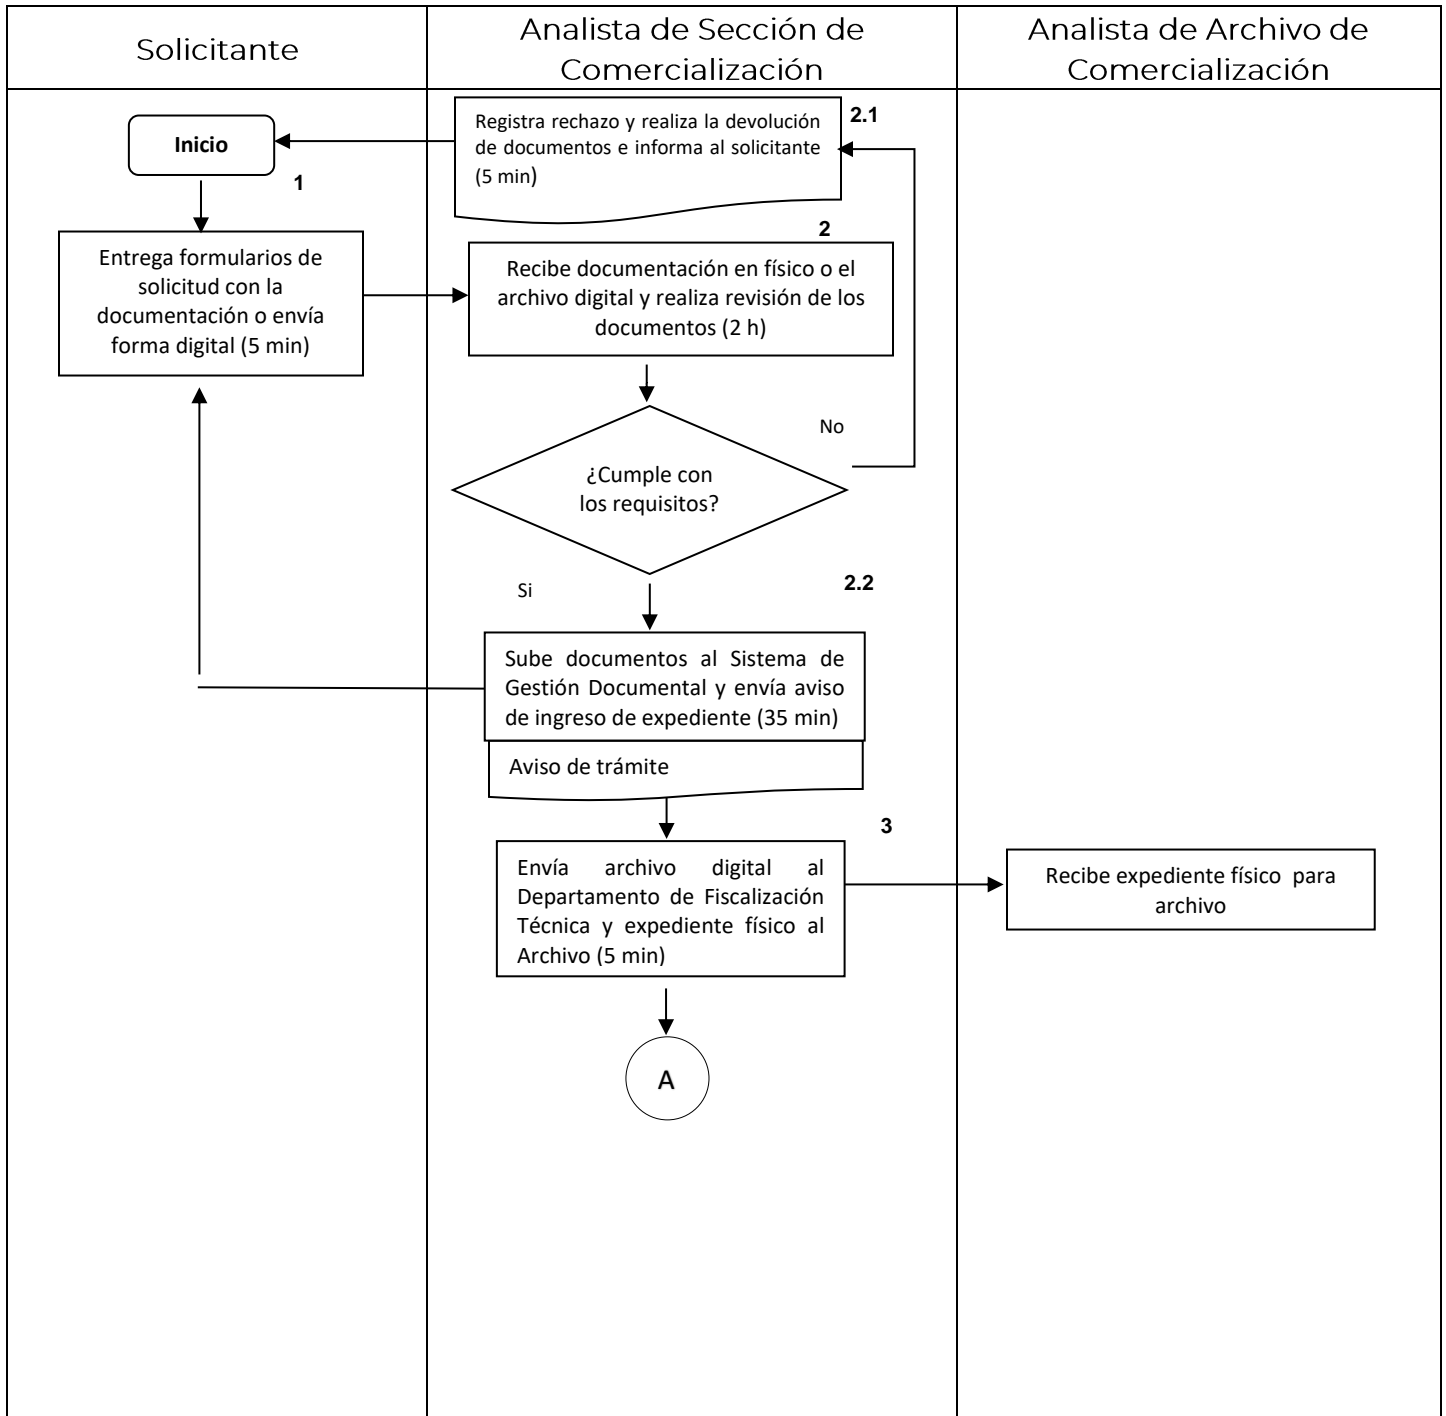 Solicitante
Analista de Sección de
Comercialización
Analista de Archivo de
Comercialización
Inicio
1
Registra rechazo y realiza la devolución
de documentos e informa al solicitante
(5 min)
2.1
Entrega formularios de
solicitud con la
documentación o envía
forma digital (5 min)
2
Recibe documentación en físico o el
archivo digital y realiza revisión de los
documentos (2 h)
No
¿Cumple con
los requisitos?
Si
2.2
Sube documentos al Sistema de
Gestión Documental y envía aviso
de ingreso de expediente (35 min)
Aviso de trámite
3
Envía archivo digital al
Departamento de Fiscalización
Técnica y expediente físico al
Archivo (5 min)
Recibe expediente físico para
archivo
A